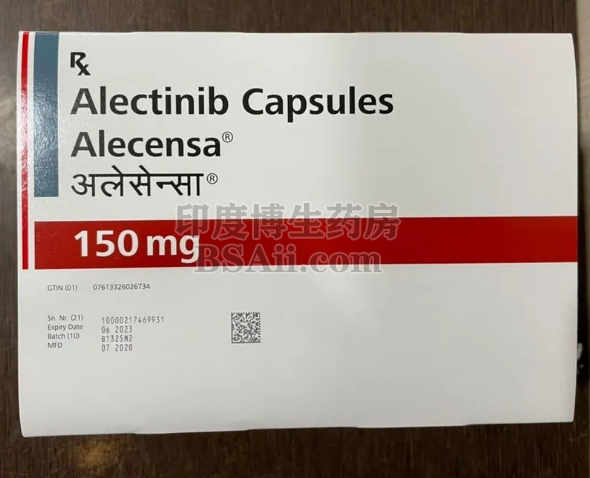 Rx
Alectinib Capsules
Alecensa®
अलेसेन्सा®
印度博生药房
150 mg
BSAii.com
GTIN (01) 07613326026734
Sn. Nr. (21) 10000217469931
Expiry Date 06 2023
Batch (10) B1325M2
MFD 07 2020